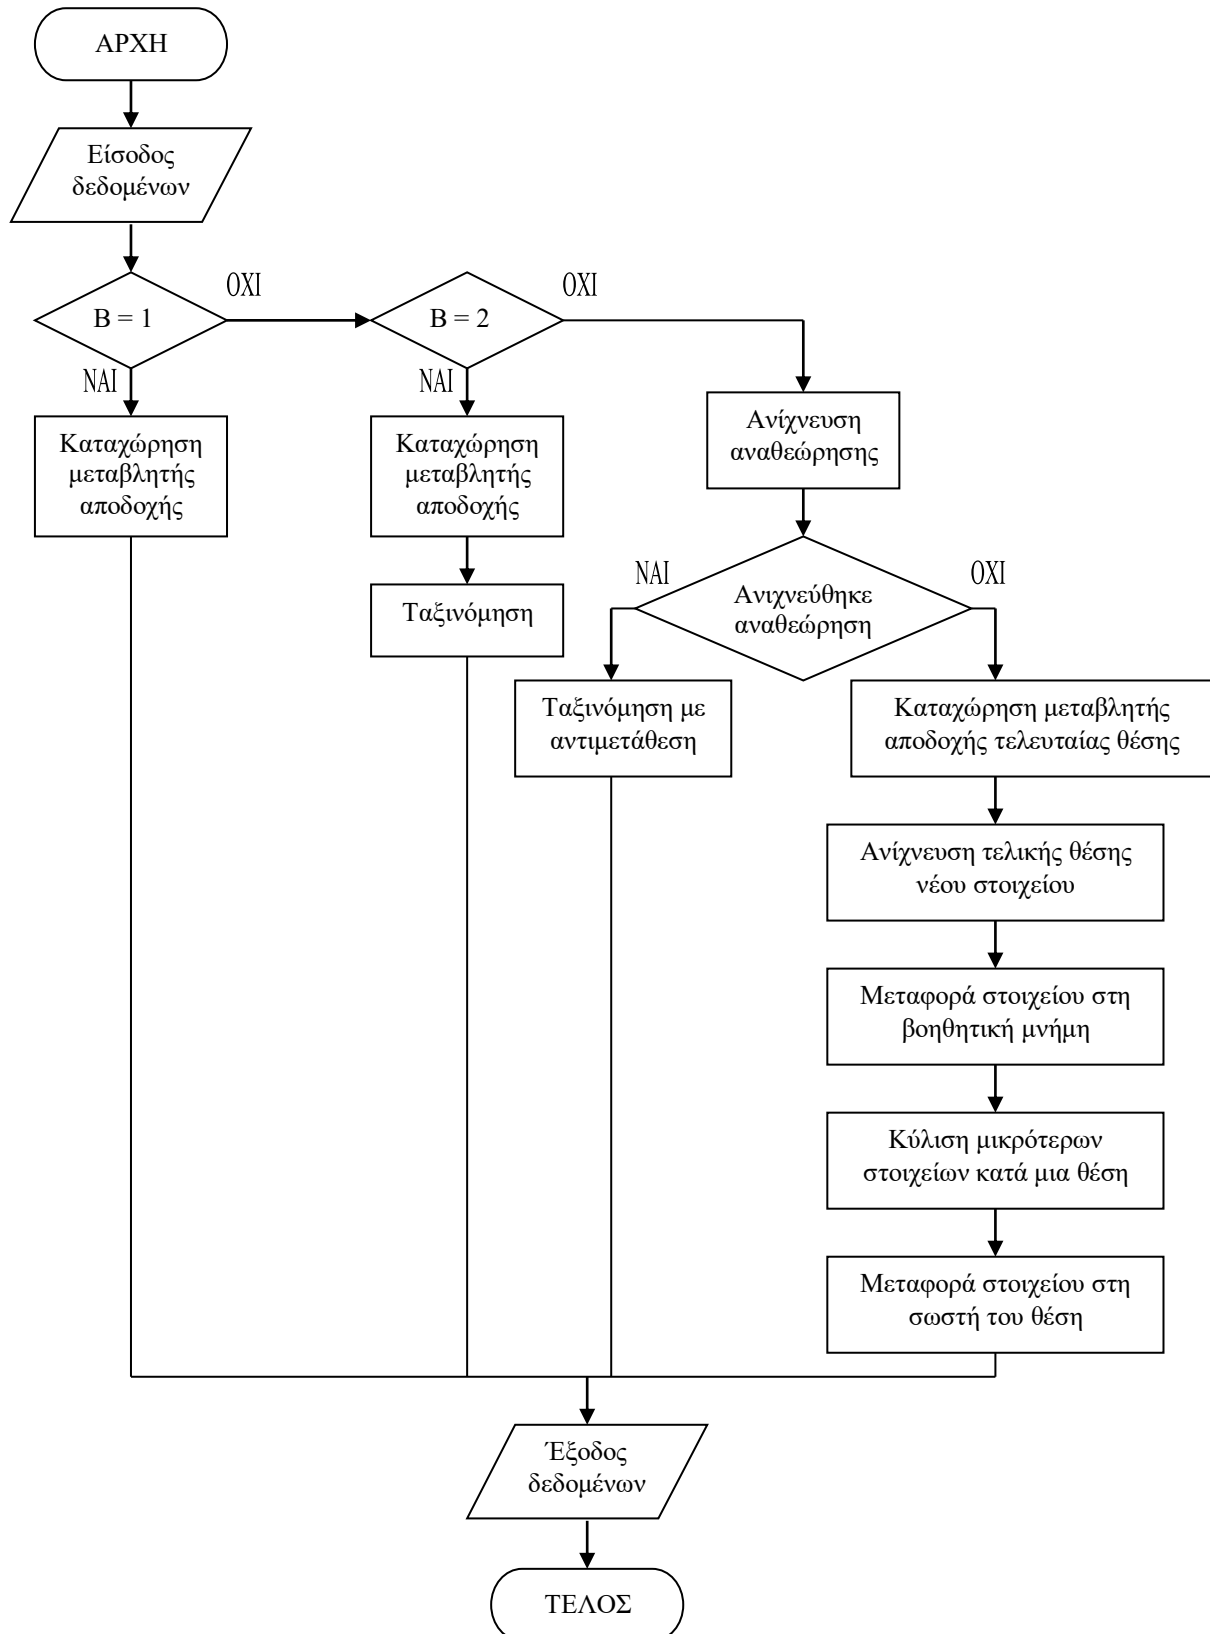 ΑΡΧΗ
Είσοδος
δεδομένων
Β = 1
ΟΧΙ
ΝΑΙ
Β = 2
ΟΧΙ
ΝΑΙ
Καταχώρηση
μεταβλητής
αποδοχής
Καταχώρηση
μεταβλητής
αποδοχής
Ταξινόμηση
Ανίχνευση
αναθεώρησης
ΝΑΙ
Ανιχνεύθηκε
αναθεώρηση
ΟΧΙ
Ταξινόμηση με
αντιμετάθεση
Καταχώρηση μεταβλητής
αποδοχής τελευταίας θέσης
Ανίχνευση τελικής θέσης
νέου στοιχείου
Μεταφορά στοιχείου στη
βοηθητική μνήμη
Κύλιση μικρότερων
στοιχείων κατά μια θέση
Μεταφορά στοιχείου στη
σωστή του θέση
Έξοδος
δεδομένων
ΤΕΛΟΣ